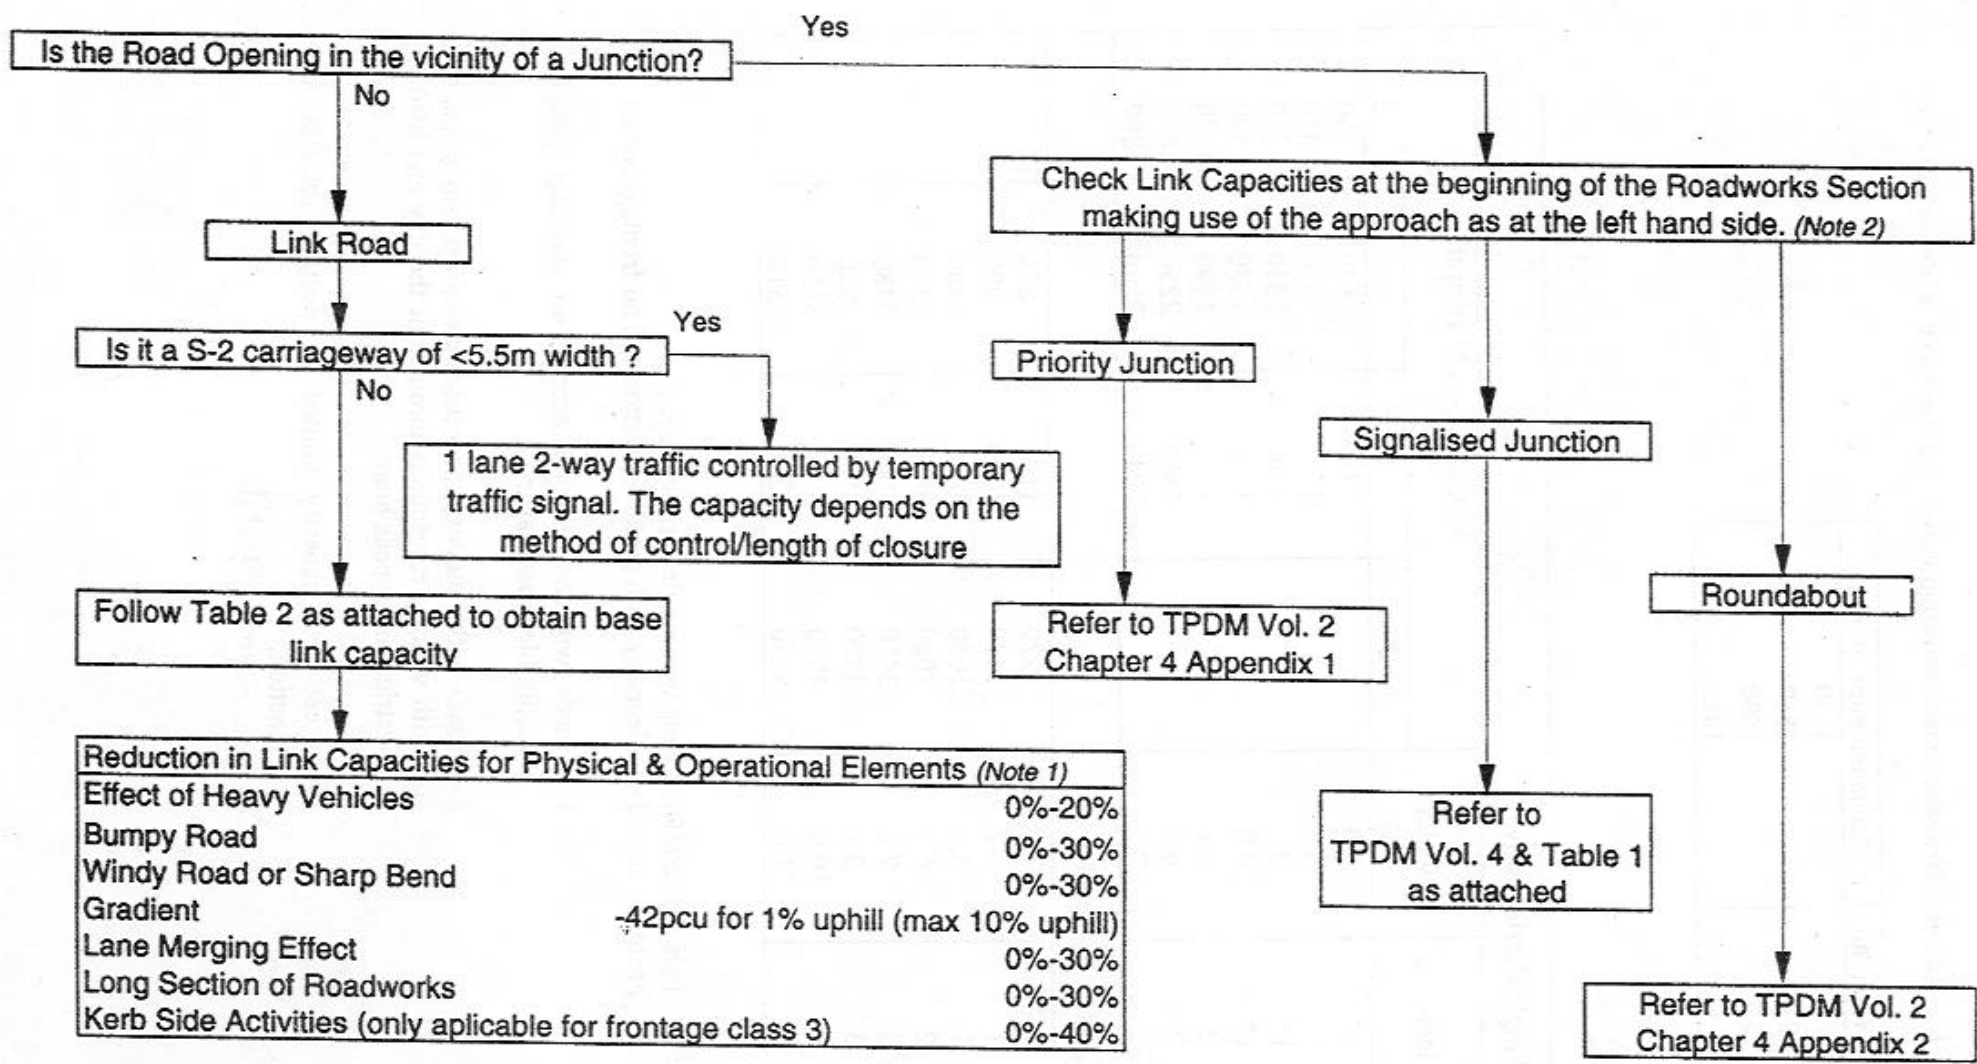 Yes
Is the Road Opening in the vicinity of a Junction?
No
Link Road
Is it a S-2 carriageway of <5.5m width ?
Yes
No
1 lane 2-way traffic controlled by temporary
traffic signal. The capacity depends on the
method of control/length of closure
Follow Table 2 as attached to obtain base
link capacity
Reduction in Link Capacities for Physical & Operational Elements (Note 1)
Effect of Heavy Vehicles 0%-20%
Bumpy Road 0%-30%
Windy Road or Sharp Bend 0%-30%
Gradient -42pcu for 1% uphill (max 10% uphill)
Lane Merging Effect 0%-30%
Long Section of Roadworks 0%-30%
Kerb Side Activities (only aplicable for frontage class 3) 0%-40%
Check Link Capacities at the beginning of the Roadworks Section
making use of the approach as at the left hand side. (Note 2)
Priority Junction
Refer to TPDM Vol. 2
Chapter 4 Appendix 1
Signalised Junction
Refer to
TPDM Vol. 4 & Table 1
as attached
Roundabout
Refer to TPDM Vol. 2
Chapter 4 Appendix 2